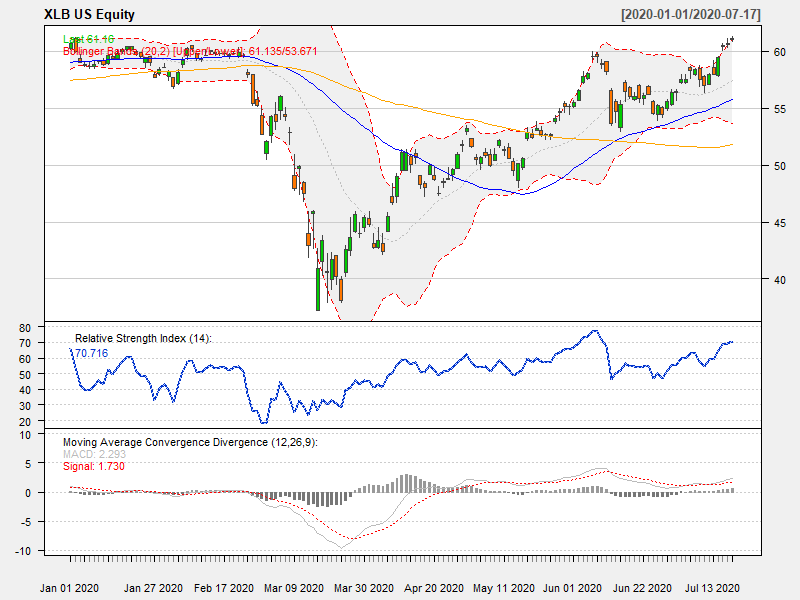 XLB US Equity [2020-01-01/2020-07-17]
Last 61.16
Bollinger Bands (20,2) [Upper/Lower]: 61.135/53.671
60
55
50
45
40
Relative Strength Index (14):
70.716
80
70
60
50
40
30
20
Moving Average Convergence Divergence (12,26,9):
MACD: 2.293
Signal: 1.730
10
5
0
-5
-10
Jan 01 2020 Jan 27 2020 Feb 17 2020 Mar 09 2020 Mar 30 2020 Apr 20 2020 May 11 2020 Jun 01 2020 Jun 22 2020 Jul 13 2020